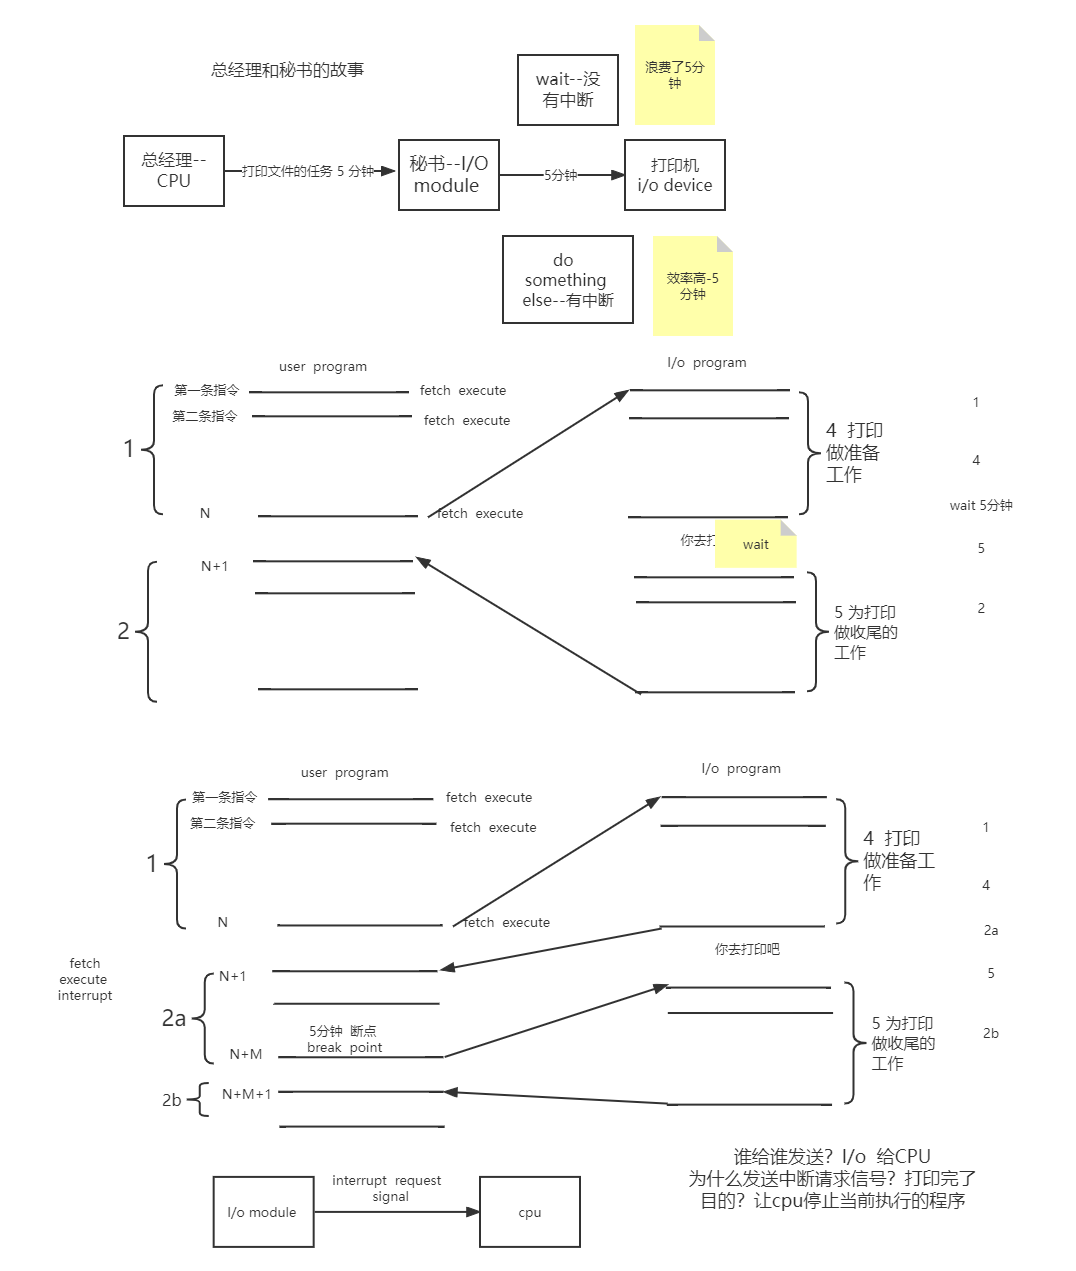 总经理和秘书的故事
wait--没
有中断
浪费了5分
钟
总经理--
CPU
打印文件的任务 5 分钟
秘书--I/O
module
5分钟
打印机
i/o device
do
something
else--有中断
效率高-5
分钟
user program
I/o program
第一条指令
fetch execute
第二条指令
fetch execute
1
N
fetch execute
4 打印
做准备
工作
1
4
wait 5分钟
5
2
你去打
wait
N+1
2
5 为打印
做收尾的
工作
user program
I/o program
第一条指令
fetch execute
第二条指令
fetch execute
1
N
fetch execute
4 打印
做准备工
作
1
4
2a
5
2b
你去打印吧
fetch
execute
interrupt
N+1
2a
5分钟 断点
break point
N+M
5 为打印
做收尾的
工作
2b
N+M+1
谁给谁发送？I/o 给CPU
为什么发送中断请求信号？打印完了
目的？让cpu停止当前执行的程序
I/o module
interrupt request
signal
cpu